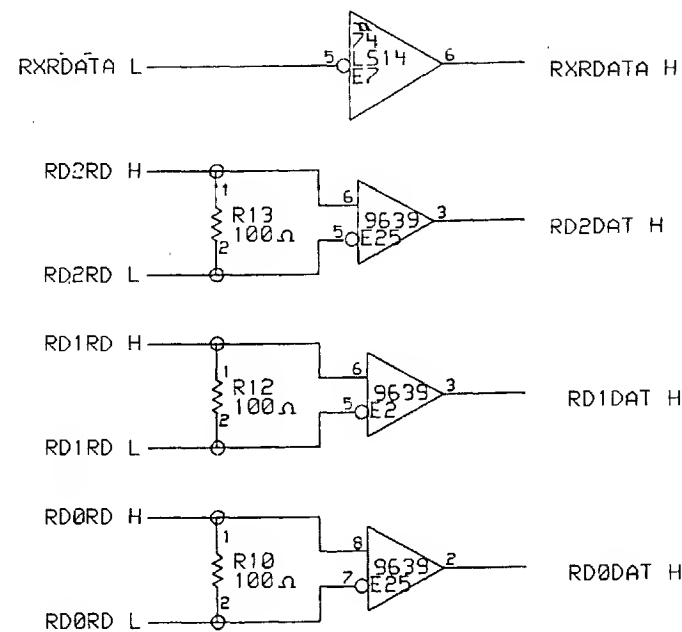 RXRDATA L
5
74
LS14
E7
6
RXRDATA H
RD2RD H
1
R13
100Ω
2
RD2RD L
6
5
9639
E25
3
RD2DAT H
RD1RD H
1
R12
100Ω
2
RD1RD L
6
5
9639
E2
3
RD1DAT H
RD0RD H
1
R10
100Ω
2
RD0RD L
8
7
9639
E25
2
RD0DAT H